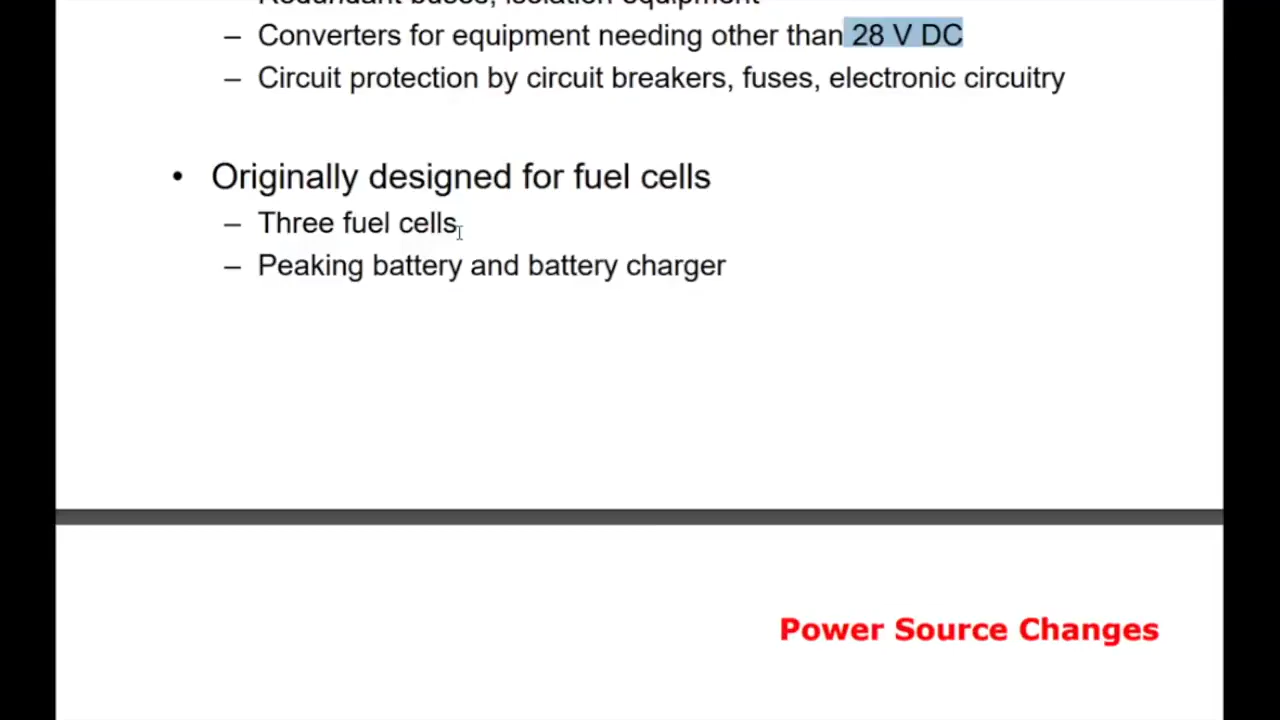 Redundant buses, isolation equipment
– Converters for equipment needing other than 28 V DC
– Circuit protection by circuit breakers, fuses, electronic circuitry
• Originally designed for fuel cells
– Three fuel cells
– Peaking battery and battery charger
Power Source Changes